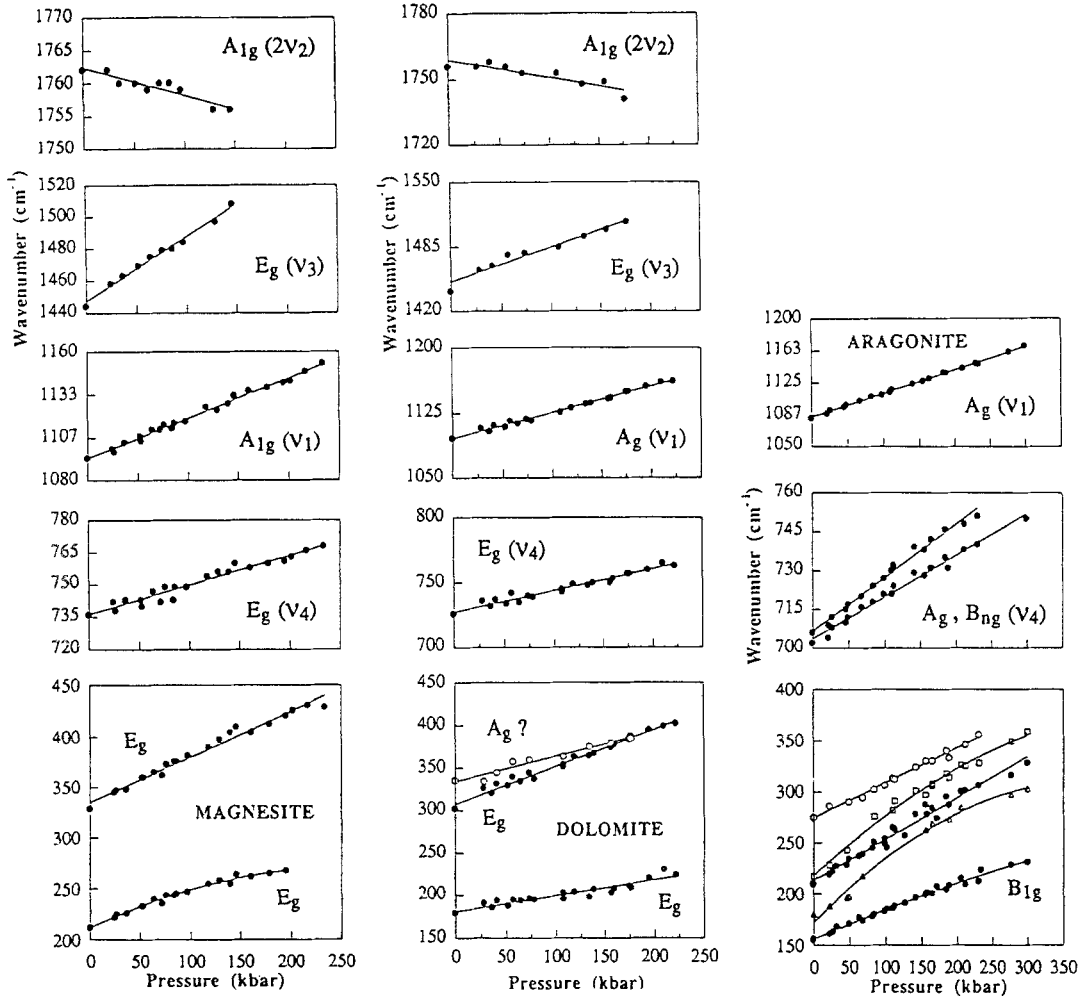 1770
1765
1760
1755
1750
A1g (2ν2)
1520
1500
1480
1460
1440
Eg (ν3)
Wavenumber (cm-1)
1160
1133
1107
1080
A1g (ν1)
780
765
750
735
720
Eg (ν4)
450
400
350
300
250
200
Eg
MAGNESITE
Eg
0 50 100 150 200 250
Pressure (kbar)
1780
1750
1720
A1g (2ν2)
1550
1485
1420
Eg (ν3)
Wavenumber (cm-1)
1200
1125
1050
Ag (ν1)
800
750
700
Eg (ν4)
450
400
350
300
250
200
150
Ag ?
Eg
DOLOMITE
Eg
0 50 100 150 200 250
Pressure (kbar)
1200
1163
1125
1087
1050
ARAGONITE
Ag (ν1)
760
745
730
715
700
Ag , Bng (ν4)
Wavenumber (cm-1)
400
350
300
250
200
150
B1g
0 50 100 150 200 250 300 350
Pressure (kbar)